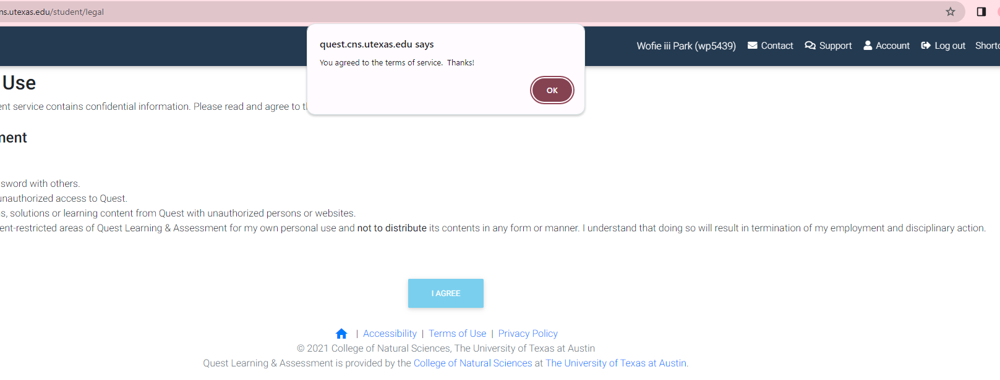 ns.utexas.edu/student/legal
quest.cns.utexas.edu says
You agreed to the terms of service. Thanks!
OK
Wofie iii Park (wp5439) Contact Support Account Log out Shortc
Use
ent service contains confidential information. Please read and agree to th
ment
sword with others.
unauthorized access to Quest.
s, solutions or learning content from Quest with unauthorized persons or websites.
ent-restricted areas of Quest Learning & Assessment for my own personal use and not to distribute its contents in any form or manner. I understand that doing so will result in termination of my employment and disciplinary action.
I AGREE
| Accessibility | Terms of Use | Privacy Policy
© 2021 College of Natural Sciences, The University of Texas at Austin
Quest Learning & Assessment is provided by the College of Natural Sciences at The University of Texas at Austin.